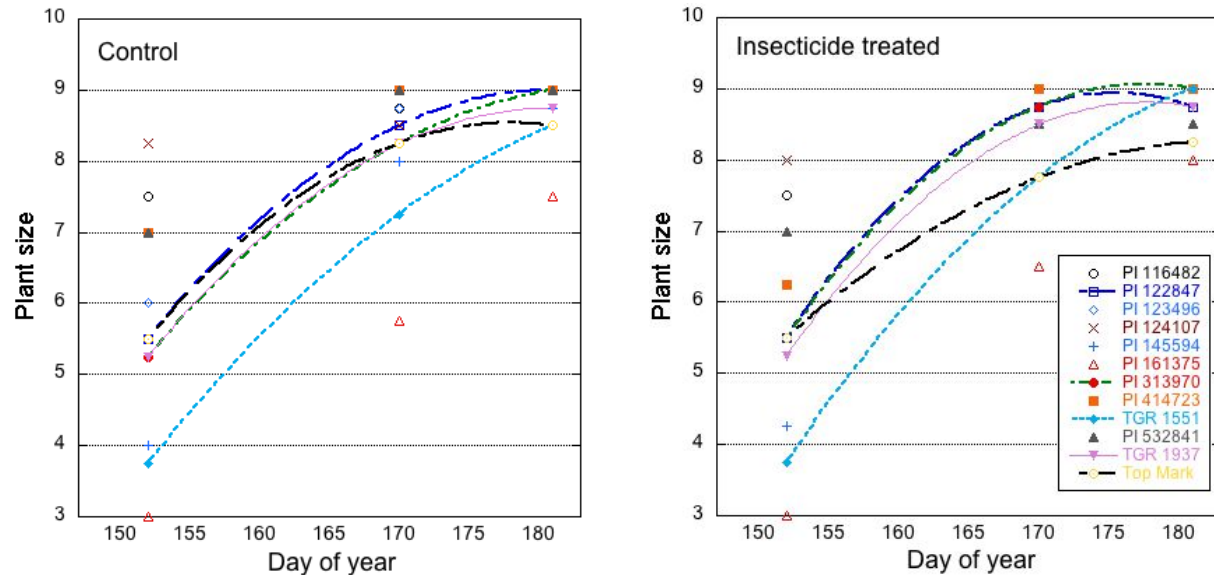 Control
Plant size
10
9
8
7
6
5
4
3
150 155 160 165 170 175 180
Day of year
Insecticide treated
Plant size
10
9
8
7
6
5
4
3
150 155 160 165 170 175 180
Day of year
PI 116482
PI 122847
PI 123496
PI 124107
PI 145594
PI 161375
PI 313970
PI 414723
TGR 1551
PI 532841
TGR 1937
Top Mark